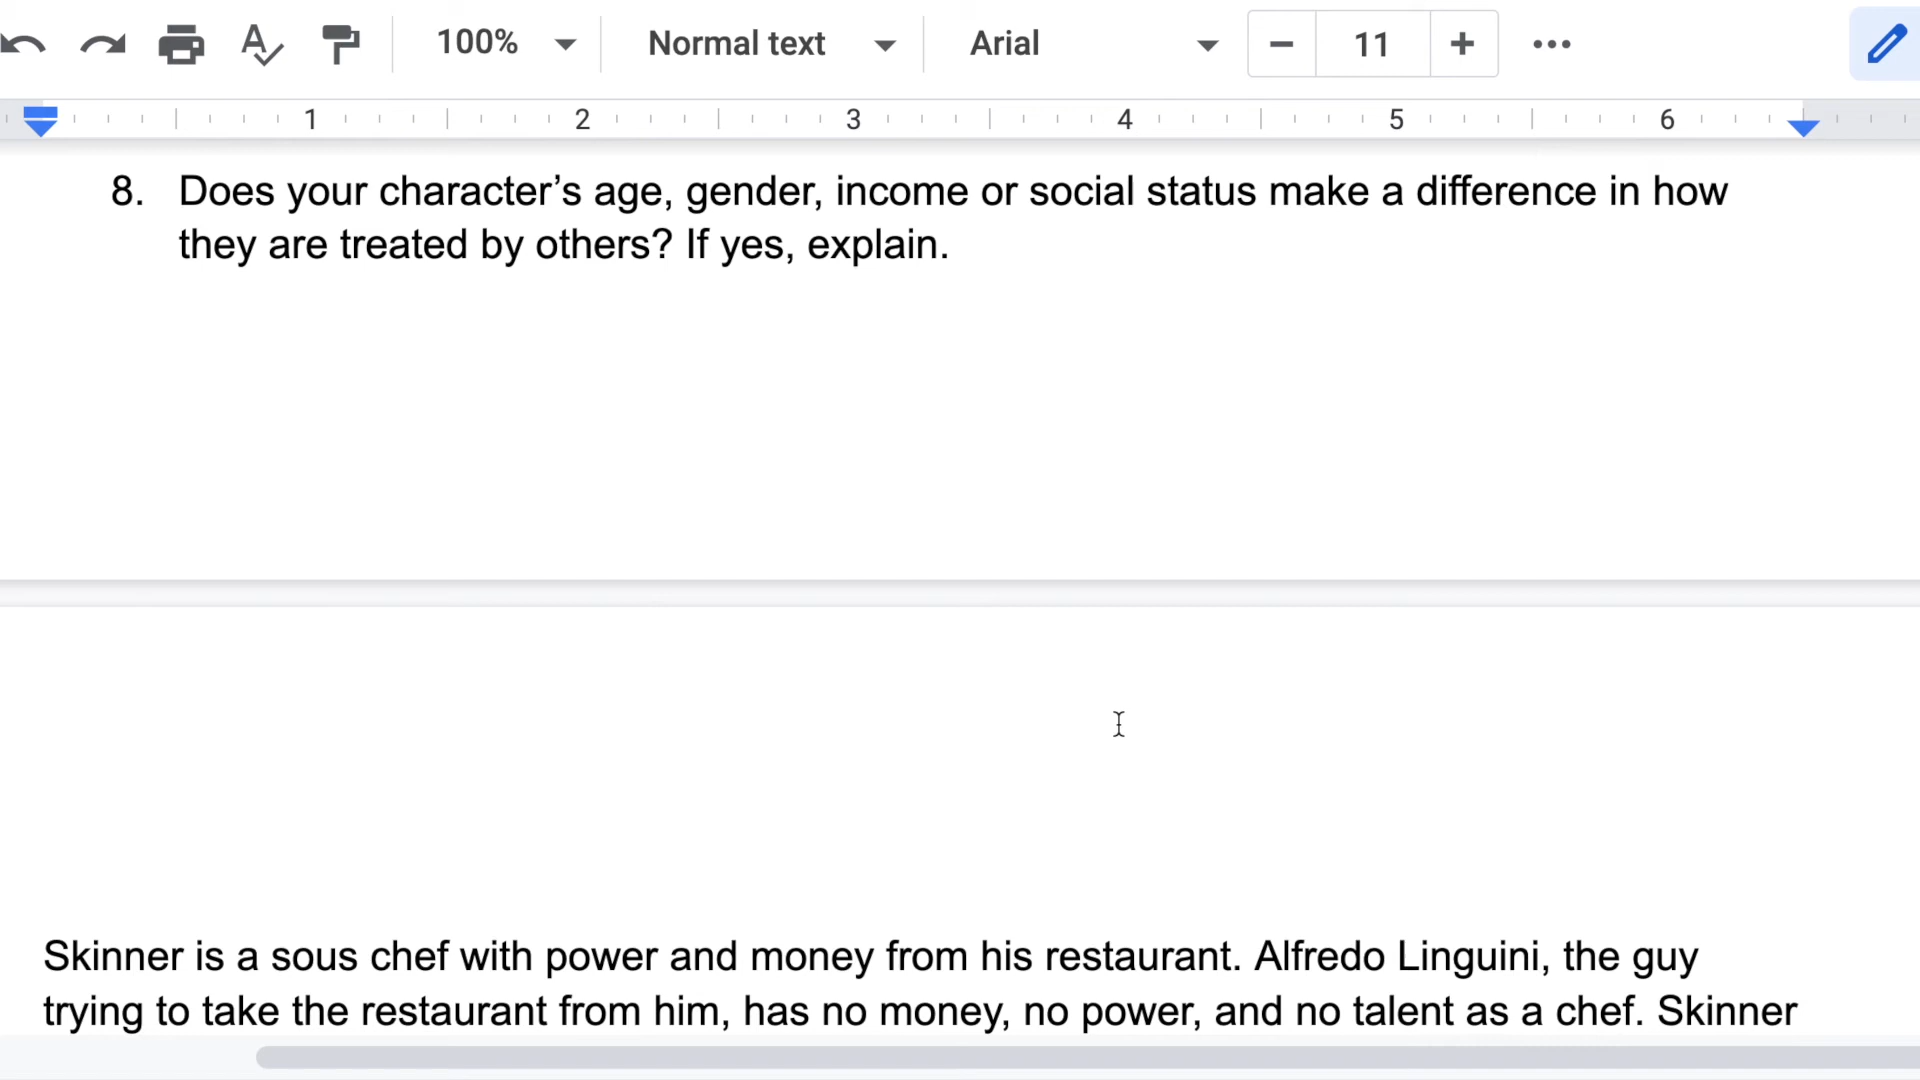 100% Normal text Arial 11
1 2 3 4 5 6
8. Does your character’s age, gender, income or social status make a difference in how
they are treated by others? If yes, explain.
Skinner is a sous chef with power and money from his restaurant. Alfredo Linguini, the guy
trying to take the restaurant from him, has no money, no power, and no talent as a chef. Skinner